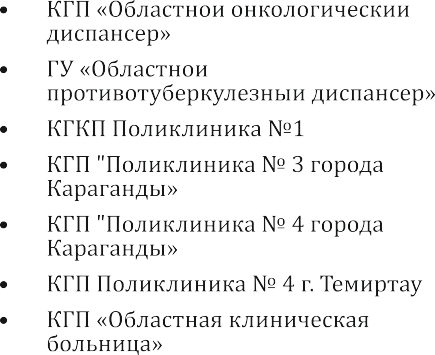 • КГП «Областнои онкологическии
диспансер»
• ГУ «Областнои
противотуберкулезныи диспансер»
• КГКП Поликлиника №1
• КГП "Поликлиника № 3 города
Караганды»
• КГП "Поликлиника № 4 города
Караганды»
• КГП Поликлиника № 4 г. Темиртау
• КГП «Областная клиническая
больница»